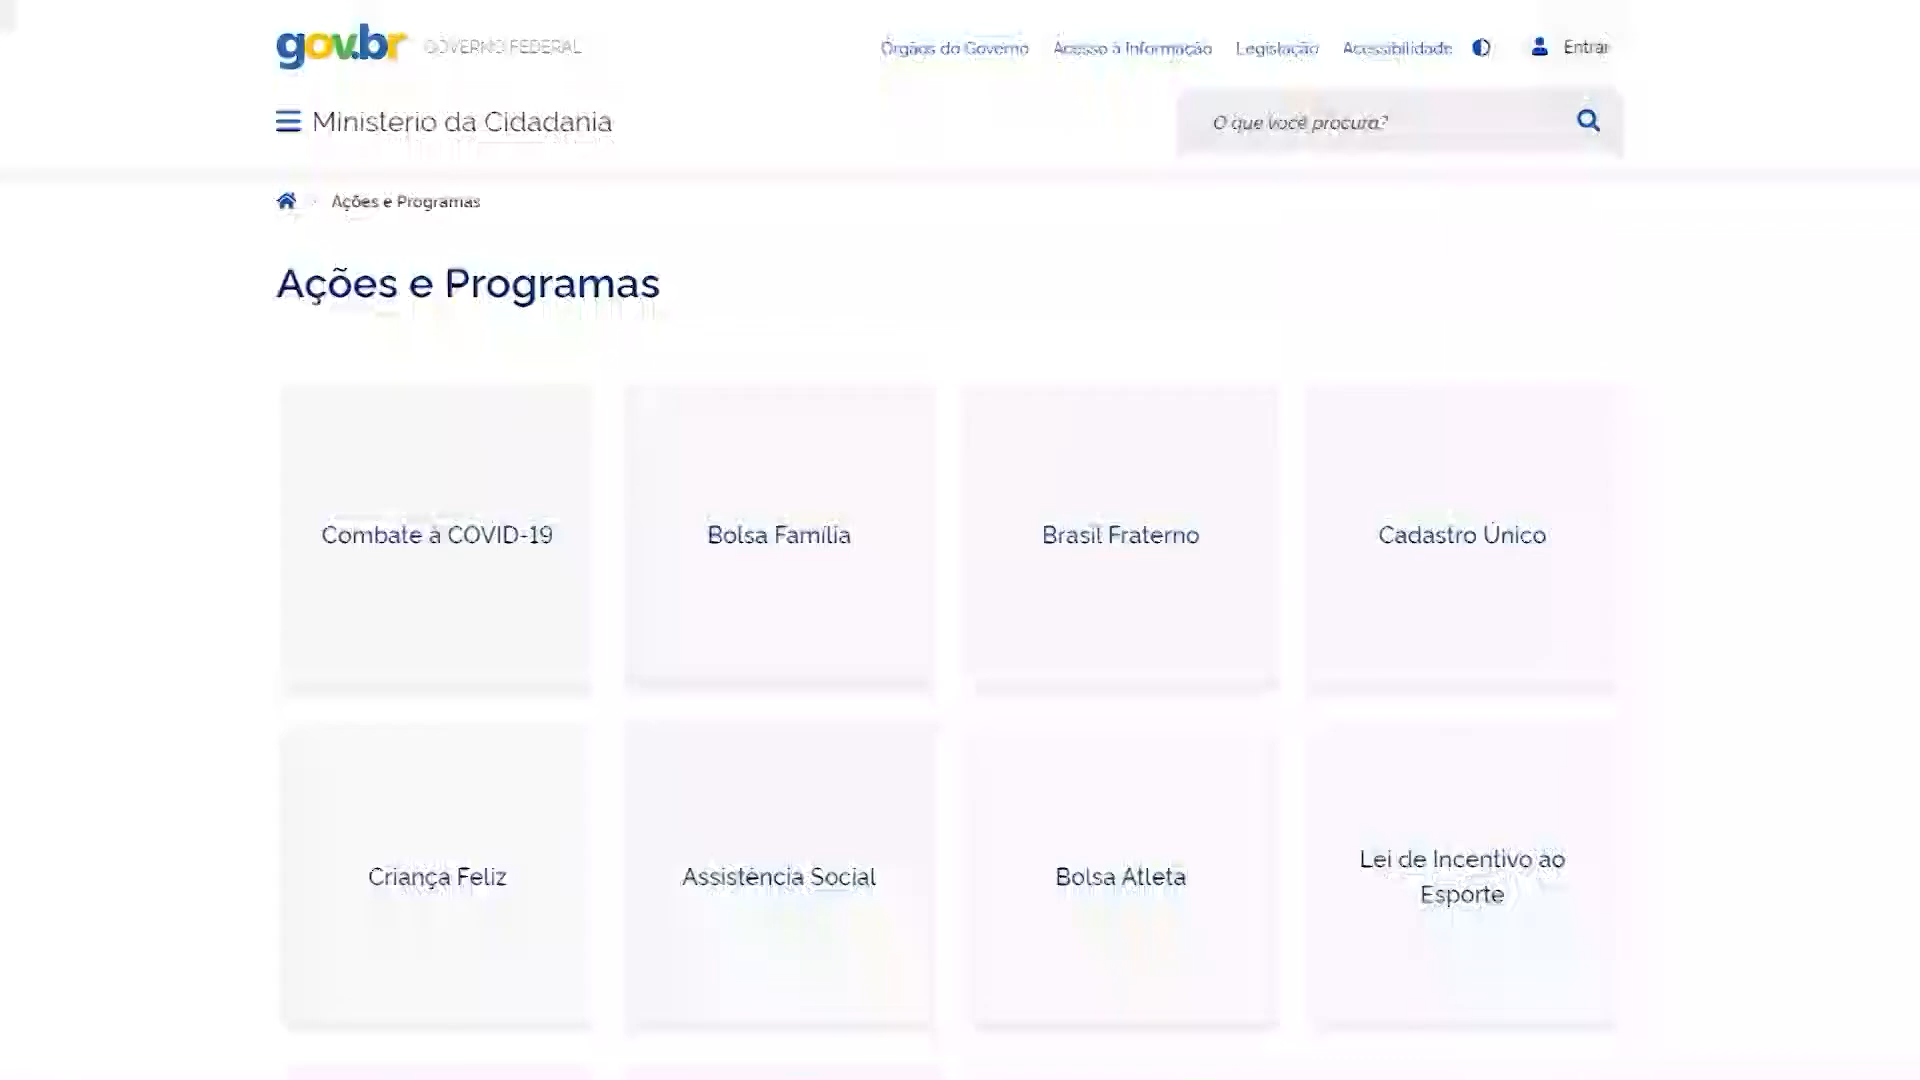 gov.br GOVERNO FEDERAL
Órgãos do Governo Acesso à Informação Legislação Acessibilidade Entrar
Ministério da Cidadania
O que você procura?
Ações e Programas
Ações e Programas
Combate à COVID-19 Bolsa Família Brasil Fraterno Cadastro Único
Criança Feliz Assistência Social Bolsa Atleta Lei de Incentivo ao
Esporte